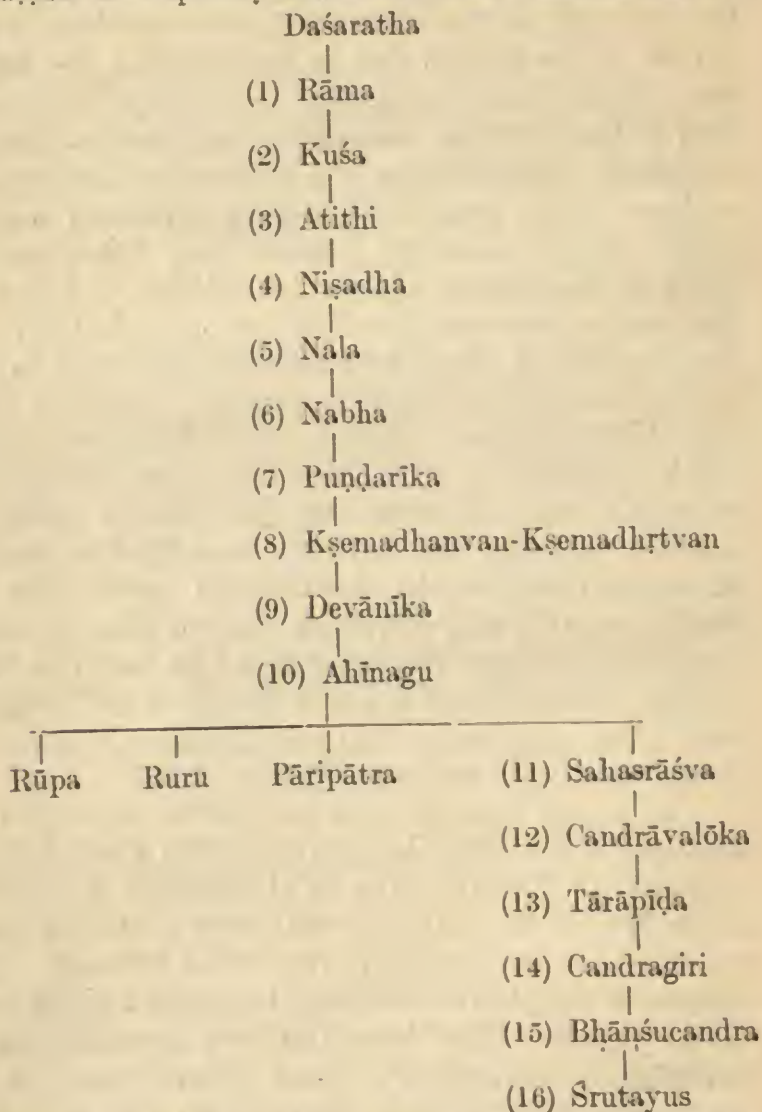 Daśaratha
(1) Rāma
(2) Kuśa
(3) Atithi
(4) Niṣadha
(5) Nala
(6) Nabha
(7) Puṇḍarīka
(8) Kṣemadhanvan-Kṣemadhṛtvan
(9) Devānīka
(10) Ahīnagu
Rūpa Ruru Pāripātra (11) Sahasrāśva
(12) Candrāvalōka
(13) Tārāpīḍa
(14) Candragiri
(15) Bḥāṇśucandra
(16) Śrutayus